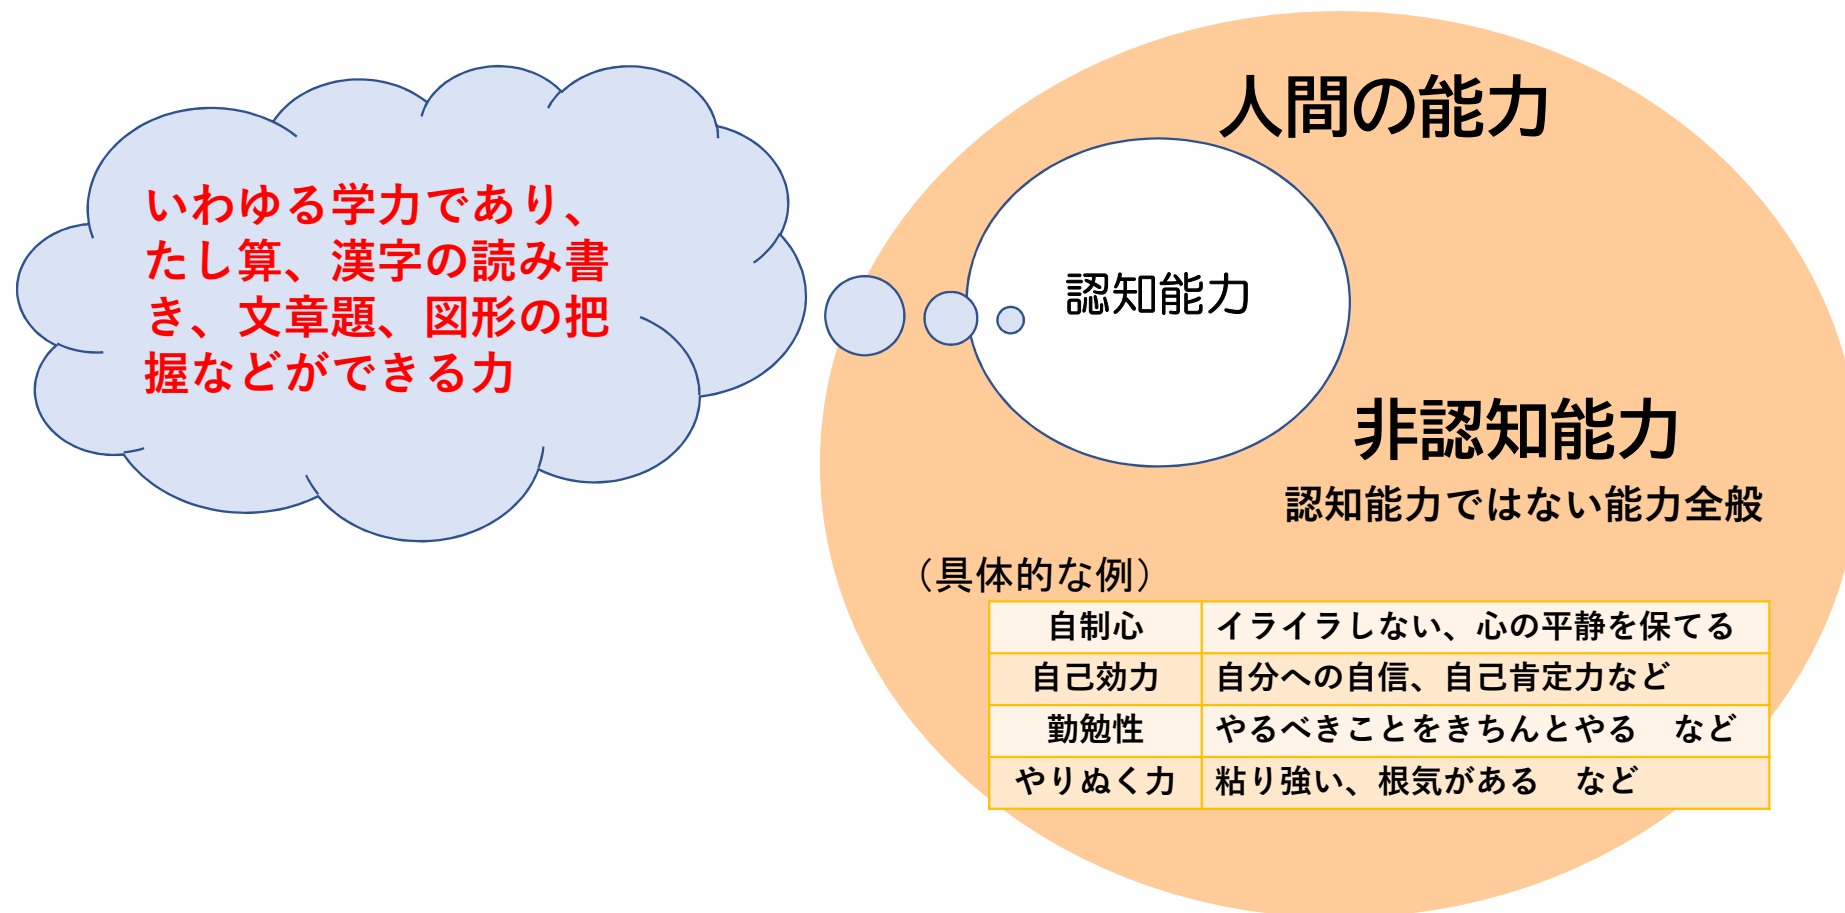 いわゆる学力であり、
たし算、漢字の読み書
き、文章題、図形の把
握などができる力
人間の能力
認知能力
非認知能力
認知能力ではない能力全般
（具体的な例）
自制心 イライラしない、心の平静を保てる
自己効力 自分への自信、自己肯定力など
勤勉性 やるべきことをきちんとやる　など
やりぬく力 粘り強い、根気がある　など